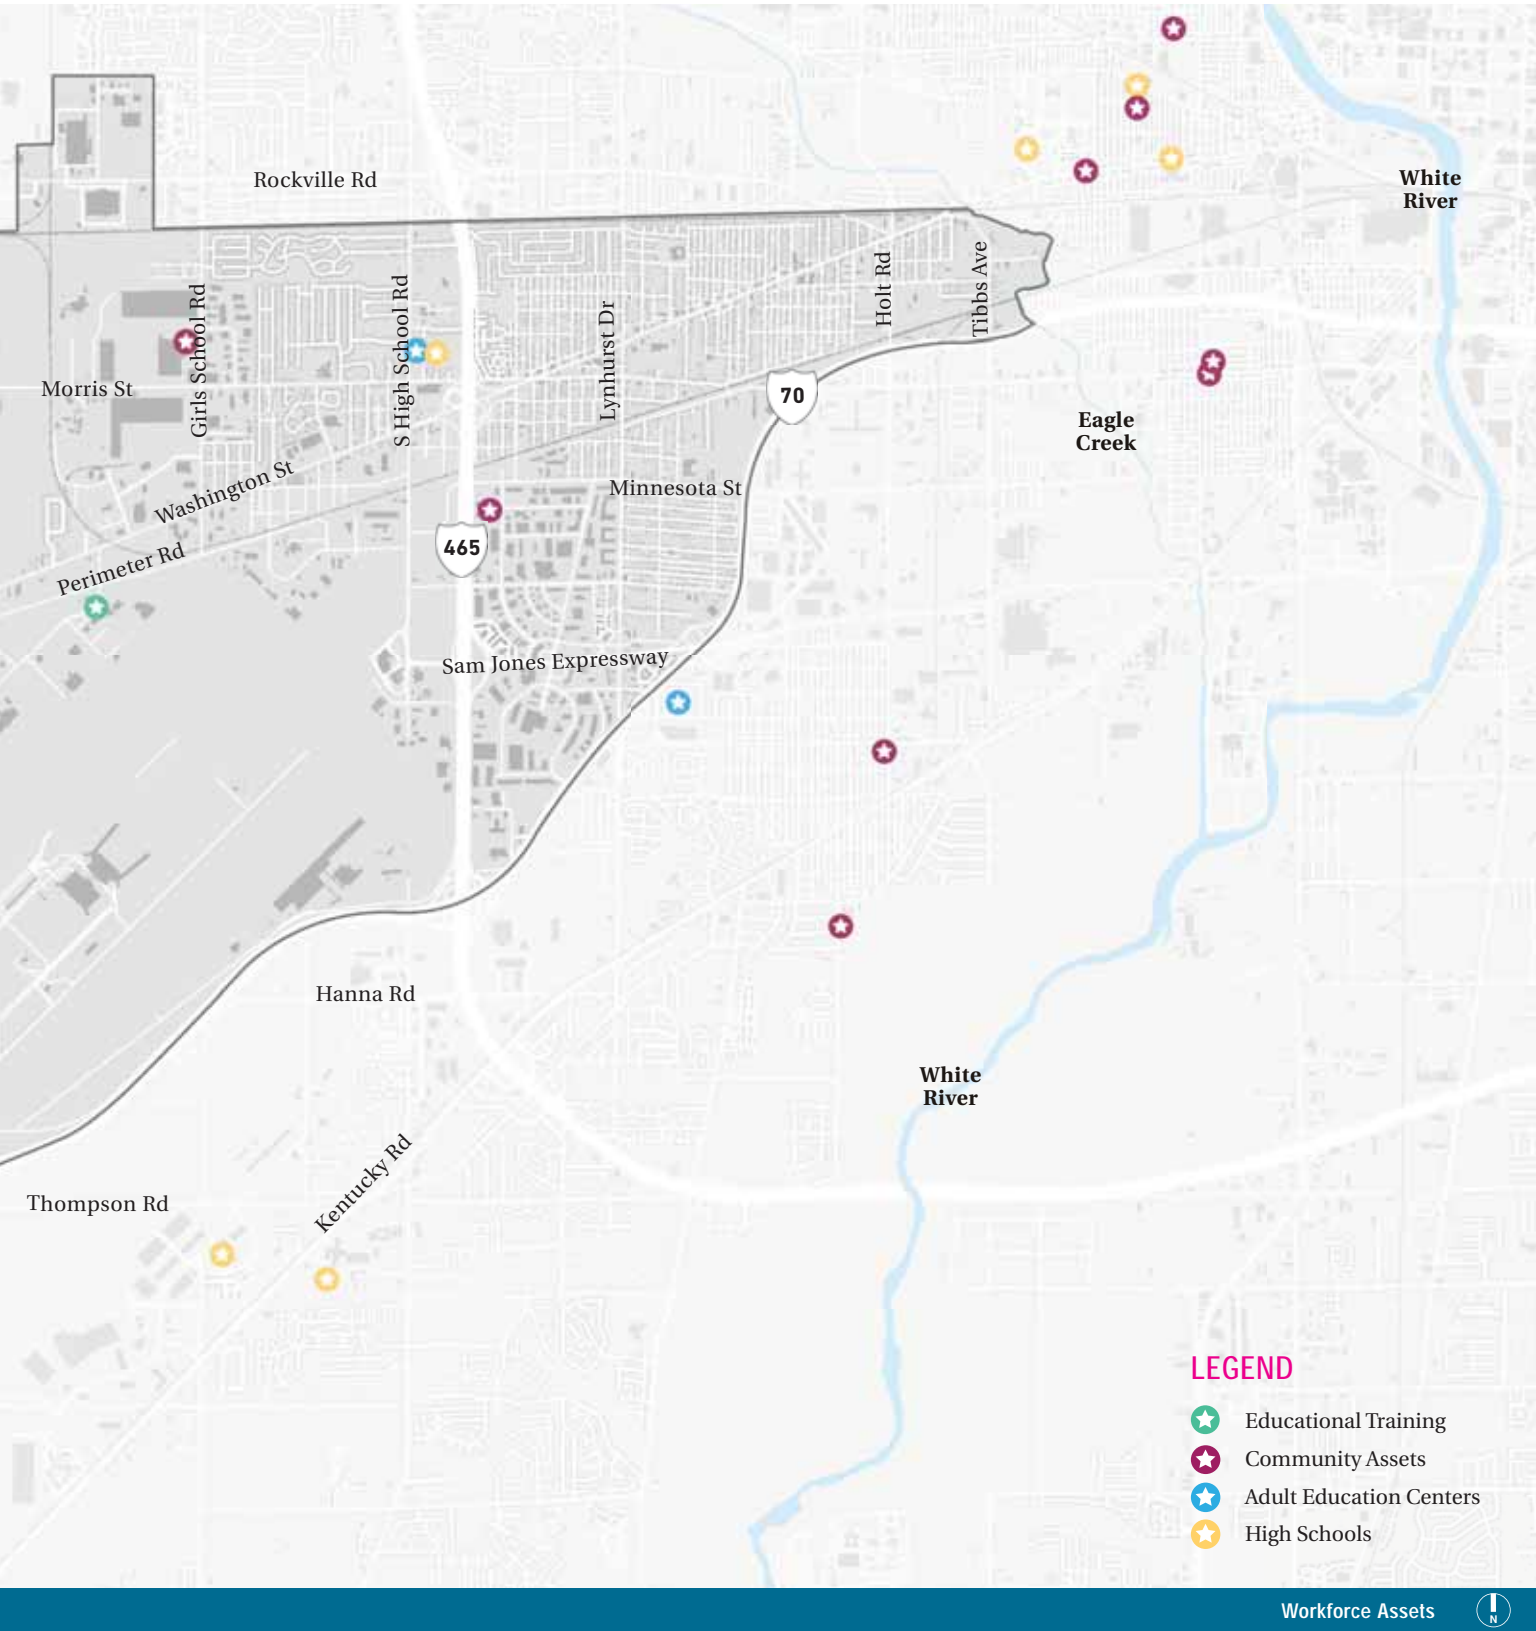 Rockville Rd
White
River
Girls School Rd
S High School Rd
Lynhurst Dr
Holt Rd
Tibbs Ave
Morris St
70
Eagle
Creek
Washington St
Minnesota St
465
Perimeter Rd
Sam Jones Expressway
Hanna Rd
White
River
Kentucky Rd
Thompson Rd
LEGEND
Educational Training
Community Assets
Adult Education Centers
High Schools
Workforce Assets
N